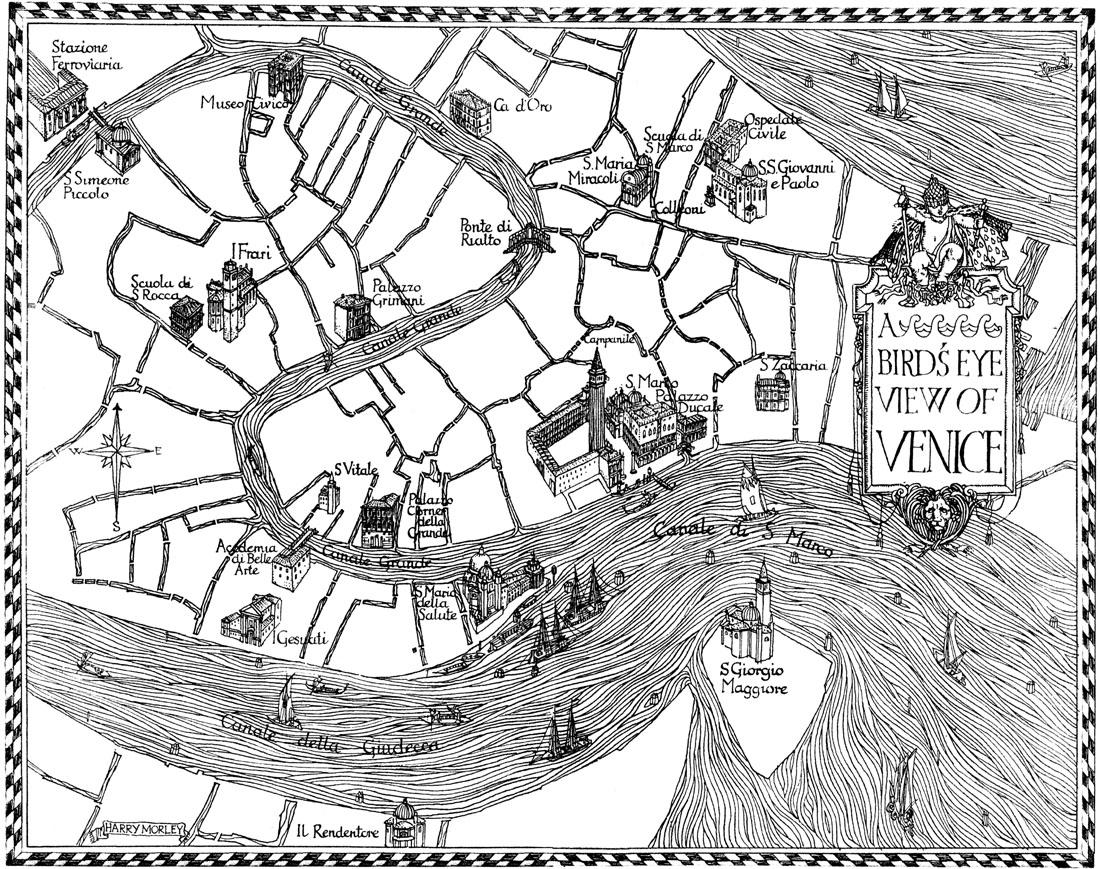 Stazione
Ferroviaria
Museo Civico
Canale Grande
Ca d'Oro
S Simeone
Piccolo
Scuola di
S Marco
Ospedale
Civile
S. Maria
Miracoli
S.S. Giovanni
e Paolo
Colleoni
Ponte di
Rialto
I Frari
Scuola di
S Rocca
Palazzo
Grimani
Canale Grande
Campanile
S Marco
Palazzo
Ducale
S Zaccaria
A
BIRD'S EYE
VIEW OF
VENICE
W
E
S
S Vitale
Palazzo
Corner
della
Grande
Accademia
di Belle
Arte
Canale Grande
Canale di S Marco
S Maria
della
Salute
I Gesuati
S Giorgio
Maggiore
Canale della Giudecca
HARRY MORLEY
Il Rendentore